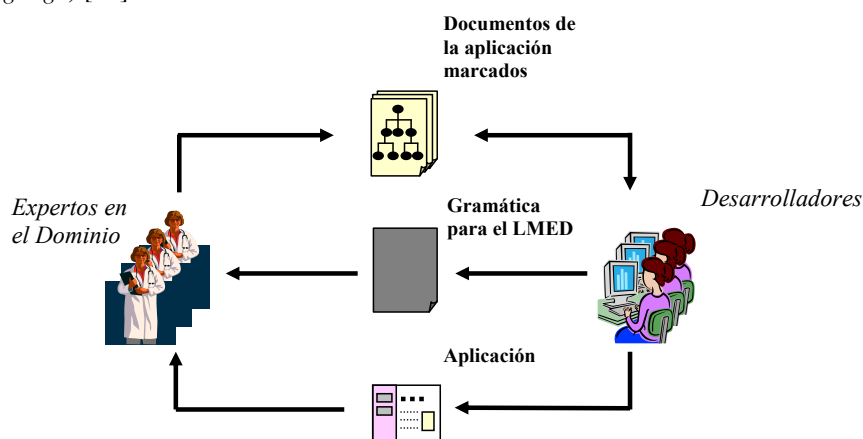 Documentos de
la aplicación
marcados
Expertos en
el Dominio
Gramática
para el LMED
Desarrolladores
Aplicación